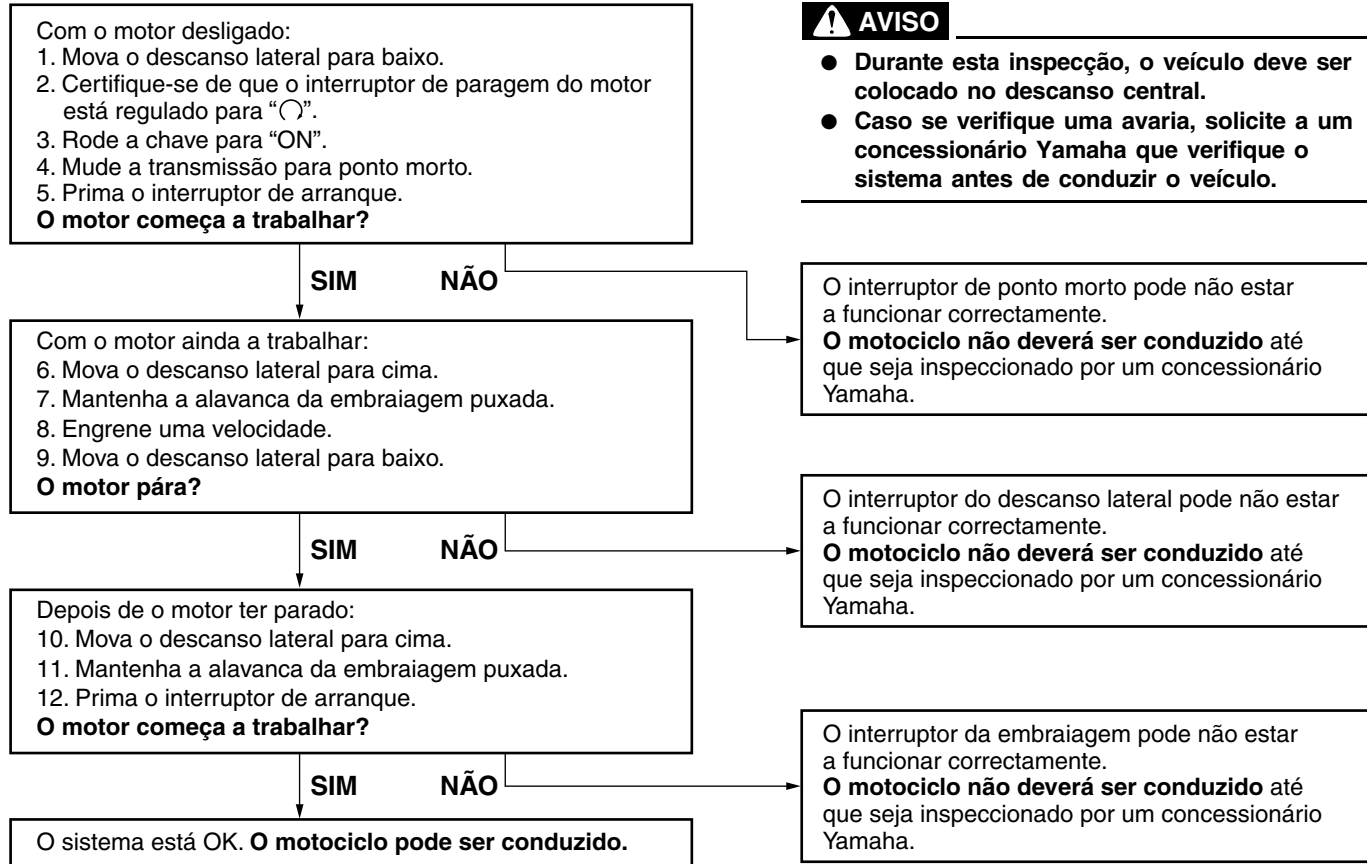 Com o motor desligado:
1. Mova o descanso lateral para baixo.
2. Certifique-se de que o interruptor de paragem do motor
está regulado para “○”.
3. Rode a chave para “ON”.
4. Mude a transmissão para ponto morto.
5. Prima o interruptor de arranque.
O motor começa a trabalhar?
AVISO
● Durante esta inspecção, o veículo deve ser
colocado no descanso central.
● Caso se verifique uma avaria, solicite a um
concessionário Yamaha que verifique o
sistema antes de conduzir o veículo.
SIM NÃO
O interruptor de ponto morto pode não estar
a funcionar correctamente.
O motociclo não deverá ser conduzido até
que seja inspeccionado por um concessionário
Yamaha.
Com o motor ainda a trabalhar:
6. Mova o descanso lateral para cima.
7. Mantenha a alavanca da embraiagem puxada.
8. Engrene uma velocidade.
9. Mova o descanso lateral para baixo.
O motor pára?
SIM NÃO
O interruptor do descanso lateral pode não estar
a funcionar correctamente.
O motociclo não deverá ser conduzido até
que seja inspeccionado por um concessionário
Yamaha.
Depois de o motor ter parado:
10. Mova o descanso lateral para cima.
11. Mantenha a alavanca da embraiagem puxada.
12. Prima o interruptor de arranque.
O motor começa a trabalhar?
SIM NÃO
O interruptor da embraiagem pode não estar
a funcionar correctamente.
O motociclo não deverá ser conduzido até
que seja inspeccionado por um concessionário
Yamaha.
O sistema está OK. O motociclo pode ser conduzido.